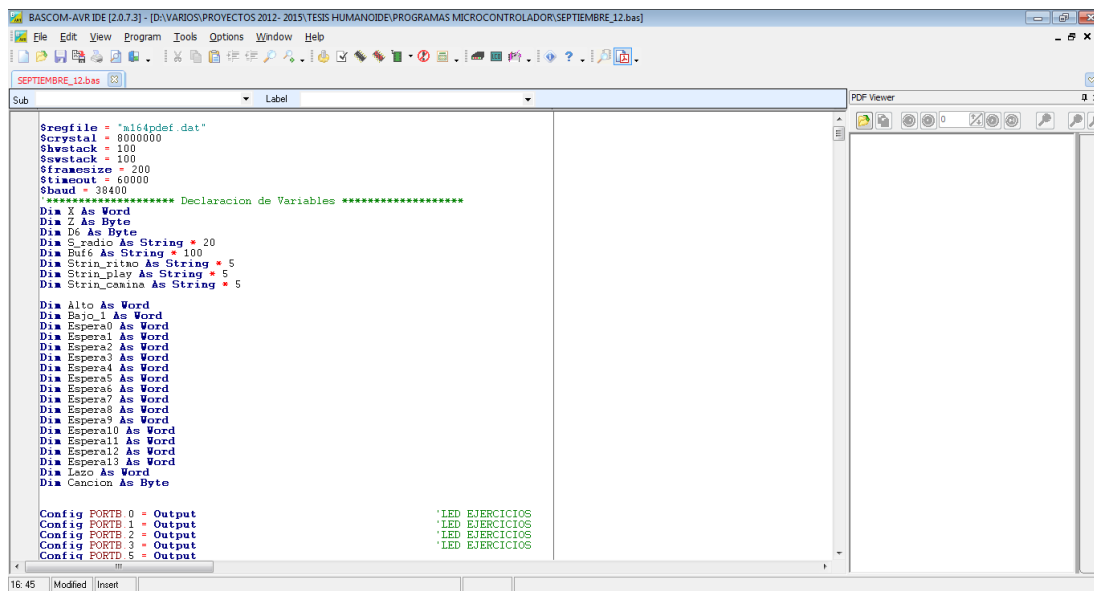 BASCOM-AVR IDE [2.0.7.3] - [D:\VARIOS\PROYECTOS 2012- 2015\TESIS HUMANOIDE\PROGRAMAS MICROCONTROLADOR\SEPTIEMBRE_12.bas]
File Edit View Program Tools Options Window Help
SEPTIEMBRE_12.bas
Sub Label
PDF Viewer
0
$regfile = "m164pdef.dat"
$crystal = 8000000
$hwstack = 100
$swstack = 100
$framesize = 200
$timeout = 60000
$baud = 38400
'******************** Declaracion de Variables *******************
Dim X As Word
Dim Z As Byte
Dim D6 As Byte
Dim S_radio As String * 20
Dim Buf6 As String * 100
Dim Strin_ritmo As String * 5
Dim Strin_play As String * 5
Dim Strin_camina As String * 5
Dim Alto As Word
Dim Bajo_1 As Word
Dim Espera0 As Word
Dim Espera1 As Word
Dim Espera2 As Word
Dim Espera3 As Word
Dim Espera4 As Word
Dim Espera5 As Word
Dim Espera6 As Word
Dim Espera7 As Word
Dim Espera8 As Word
Dim Espera9 As Word
Dim Espera10 As Word
Dim Espera11 As Word
Dim Espera12 As Word
Dim Espera13 As Word
Dim Lazo As Word
Dim Cancion As Byte
Config PORTB.0 = Output 'LED EJERCICIOS
Config PORTB.1 = Output 'LED EJERCICIOS
Config PORTB.2 = Output 'LED EJERCICIOS
Config PORTB.3 = Output 'LED EJERCICIOS
Config PORTD.5 = Output
16: 45 Modified Insert